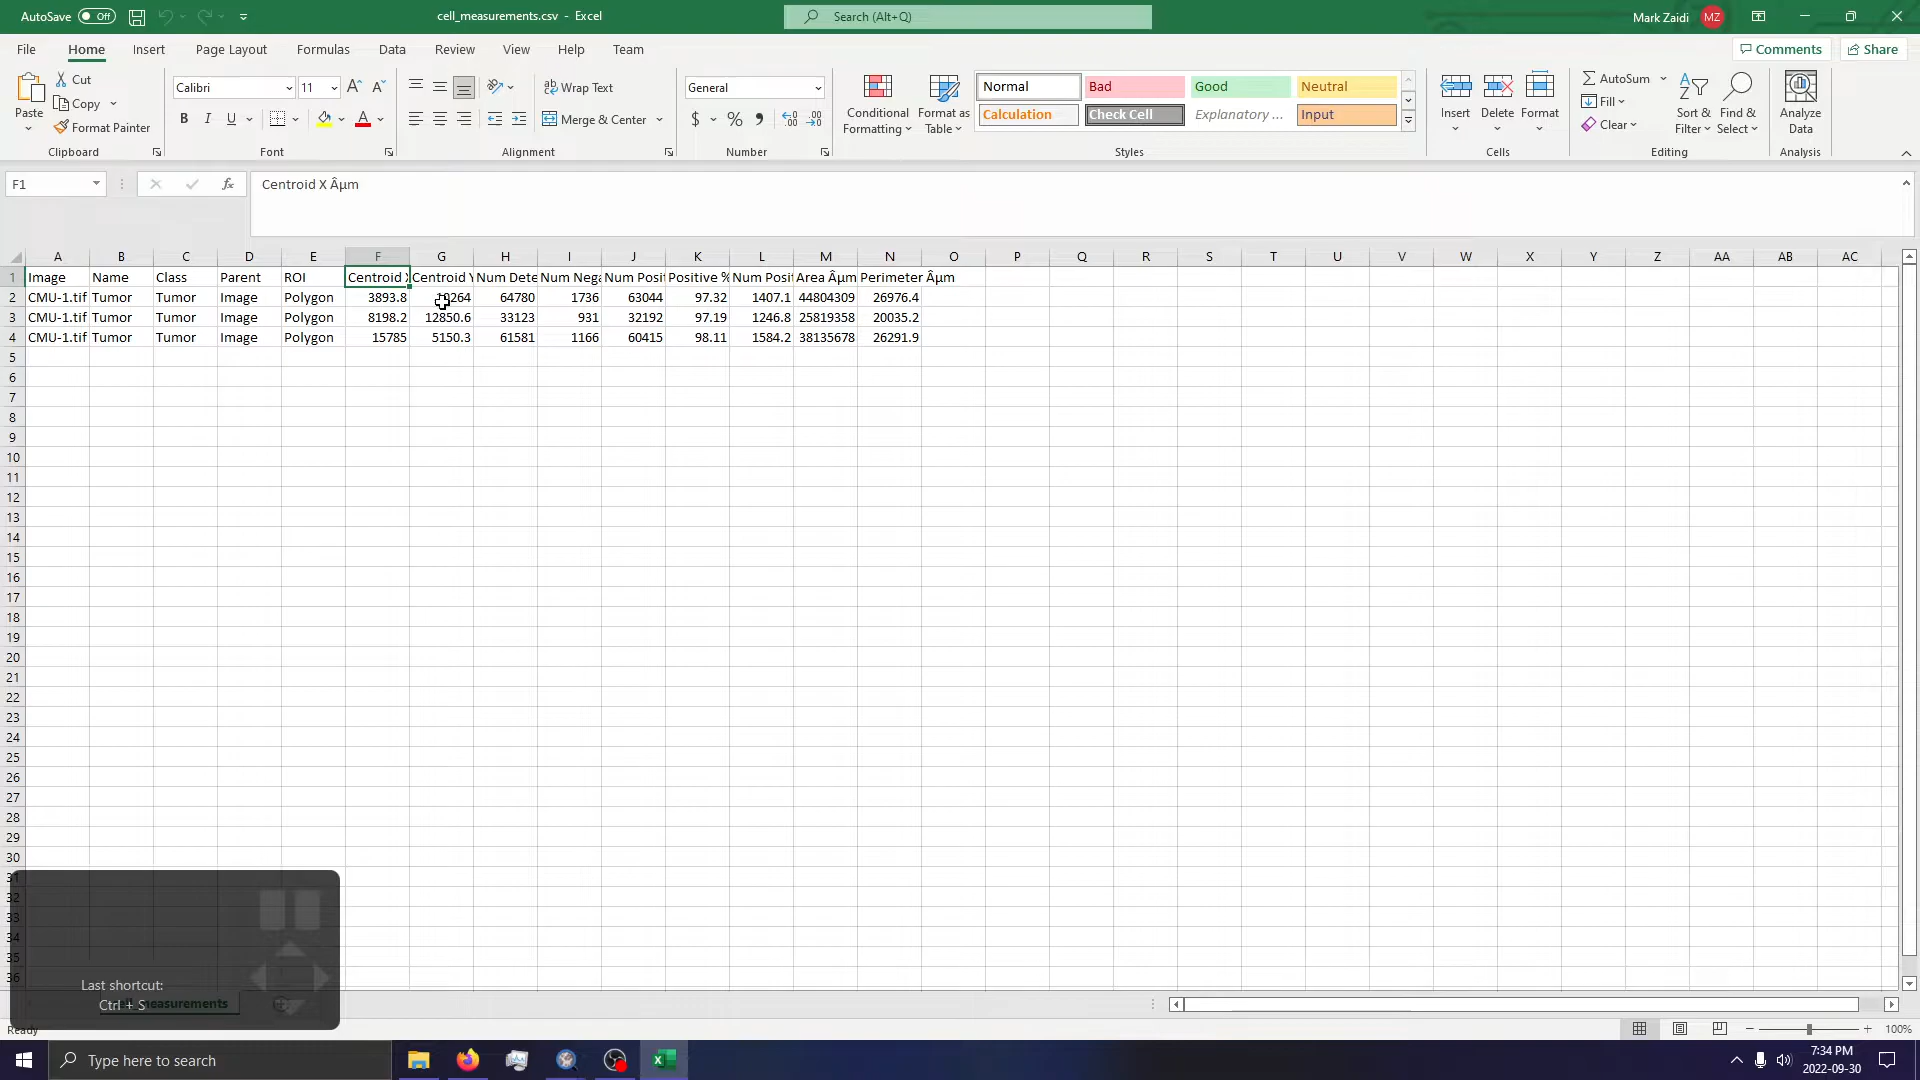 AutoSave Off cell_measurements.csv - Excel Search (Alt+Q) Mark Zaidi MZ
File Home Insert Page Layout Formulas Data Review View Help Team Comments Share
Paste Cut Copy Format Painter Clipboard
Calibri 11 A A B I U A Font
ab Wrap Text Merge & Center Alignment
General $ % , Number
Conditional Formatting Format as Table
Normal Bad Good Neutral
Calculation Check Cell Explanatory ... Input
Styles
Insert Delete Format Cells
AutoSum Fill Clear Sort & Filter Find & Select Editing
Analyze Data Analysis
F1 fx Centroid X Âµm
A B C D E F G H I J K L M N O P Q R S T U V W X Y Z AA AB AC
1 Image Name Class Parent ROI Centroid Centroid Y Num Dete Num Nega Num Posit Positive % Num Posit Area Âµm Perimeter Âµm
2 CMU-1.tif Tumor Tumor Image Polygon 3893.8 64780 1736 63044 97.32 1407.1 44804309 26976.4
3 CMU-1.tif Tumor Tumor Image Polygon 8198.2 12850.6 33123 931 32192 97.19 1246.8 25819358 20035.2
4 CMU-1.tif Tumor Tumor Image Polygon 15785 5150.3 61581 1166 60415 98.11 1584.2 38135678 26291.9
5
6
7
8
9
10
11
12
13
14
15
16
17
18
19
20
21
22
23
24
25
26
27
28
29
30
31
32
33
34
35
36
Last shortcut:
Ctrl + S
cell_measurements
Ready 100%
Type here to search 7:34 PM
2022-09-30